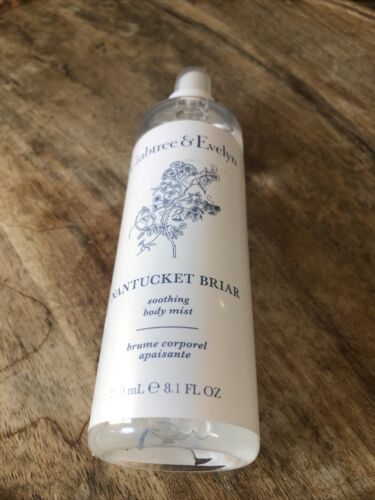 Crabtree & Evelyn
NANTUCKET BRIAR
soothing
body mist
brume corporel
apaisante
mL e 8.1 FL OZ